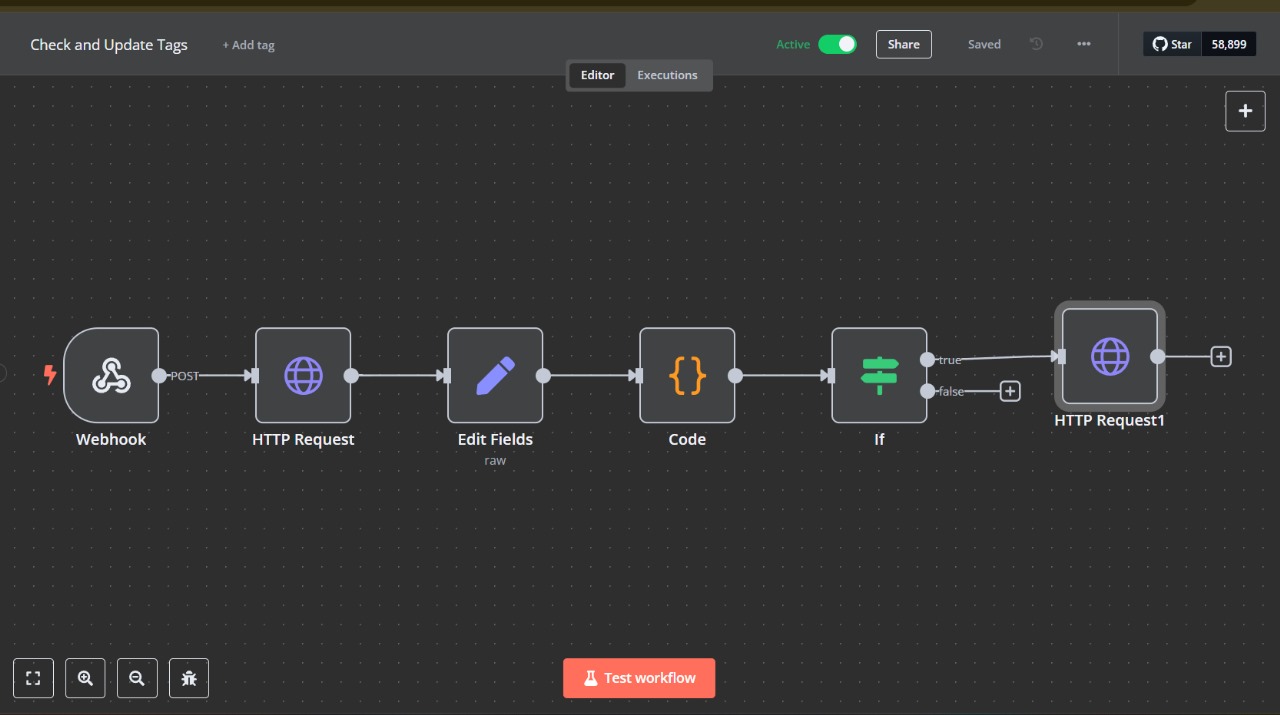 Check and Update Tags
+ Add tag
Active
Share
Saved
Star
58,899
Editor
Executions
POST
true
false
Webhook
HTTP Request
Edit Fields
raw
Code
If
HTTP Request1
Test workflow